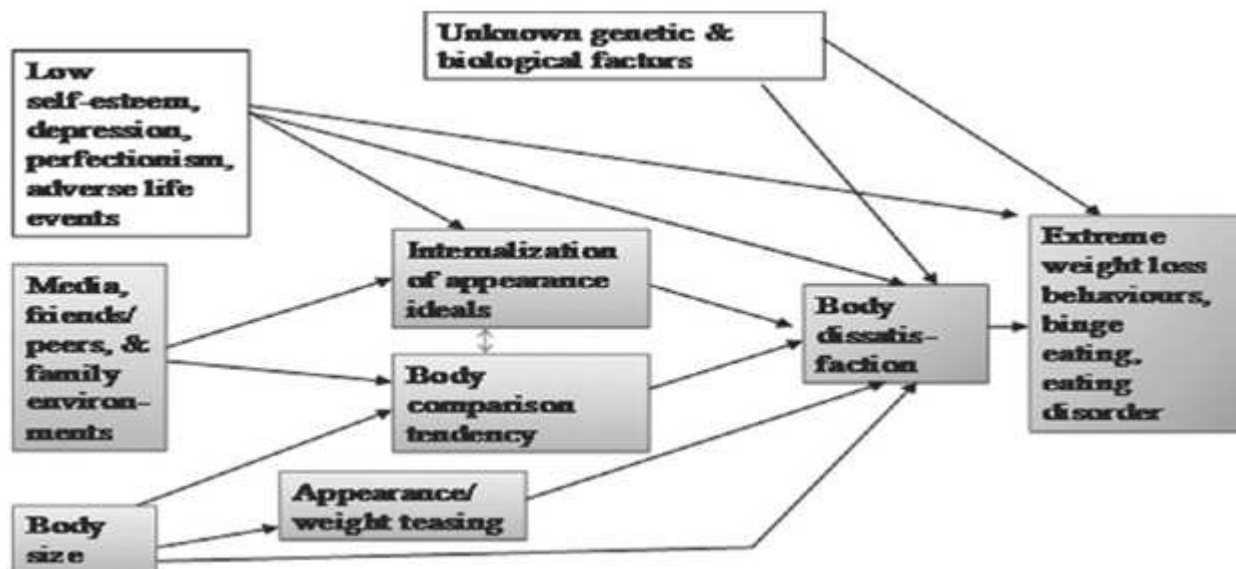 Unknown genetic &
biological factors
Low
self-esteem,
depression,
perfectionism,
adverse life
events
Internalization
of appearance
ideals
Extreme
weight loss
behaviours,
binge
eating,
eating
disorder
Media,
friends/
peers, &
family
environ-
ments
Body
dissatis-
faction
Body
comparison
tendency
Appearance/
weight teasing
Body
size